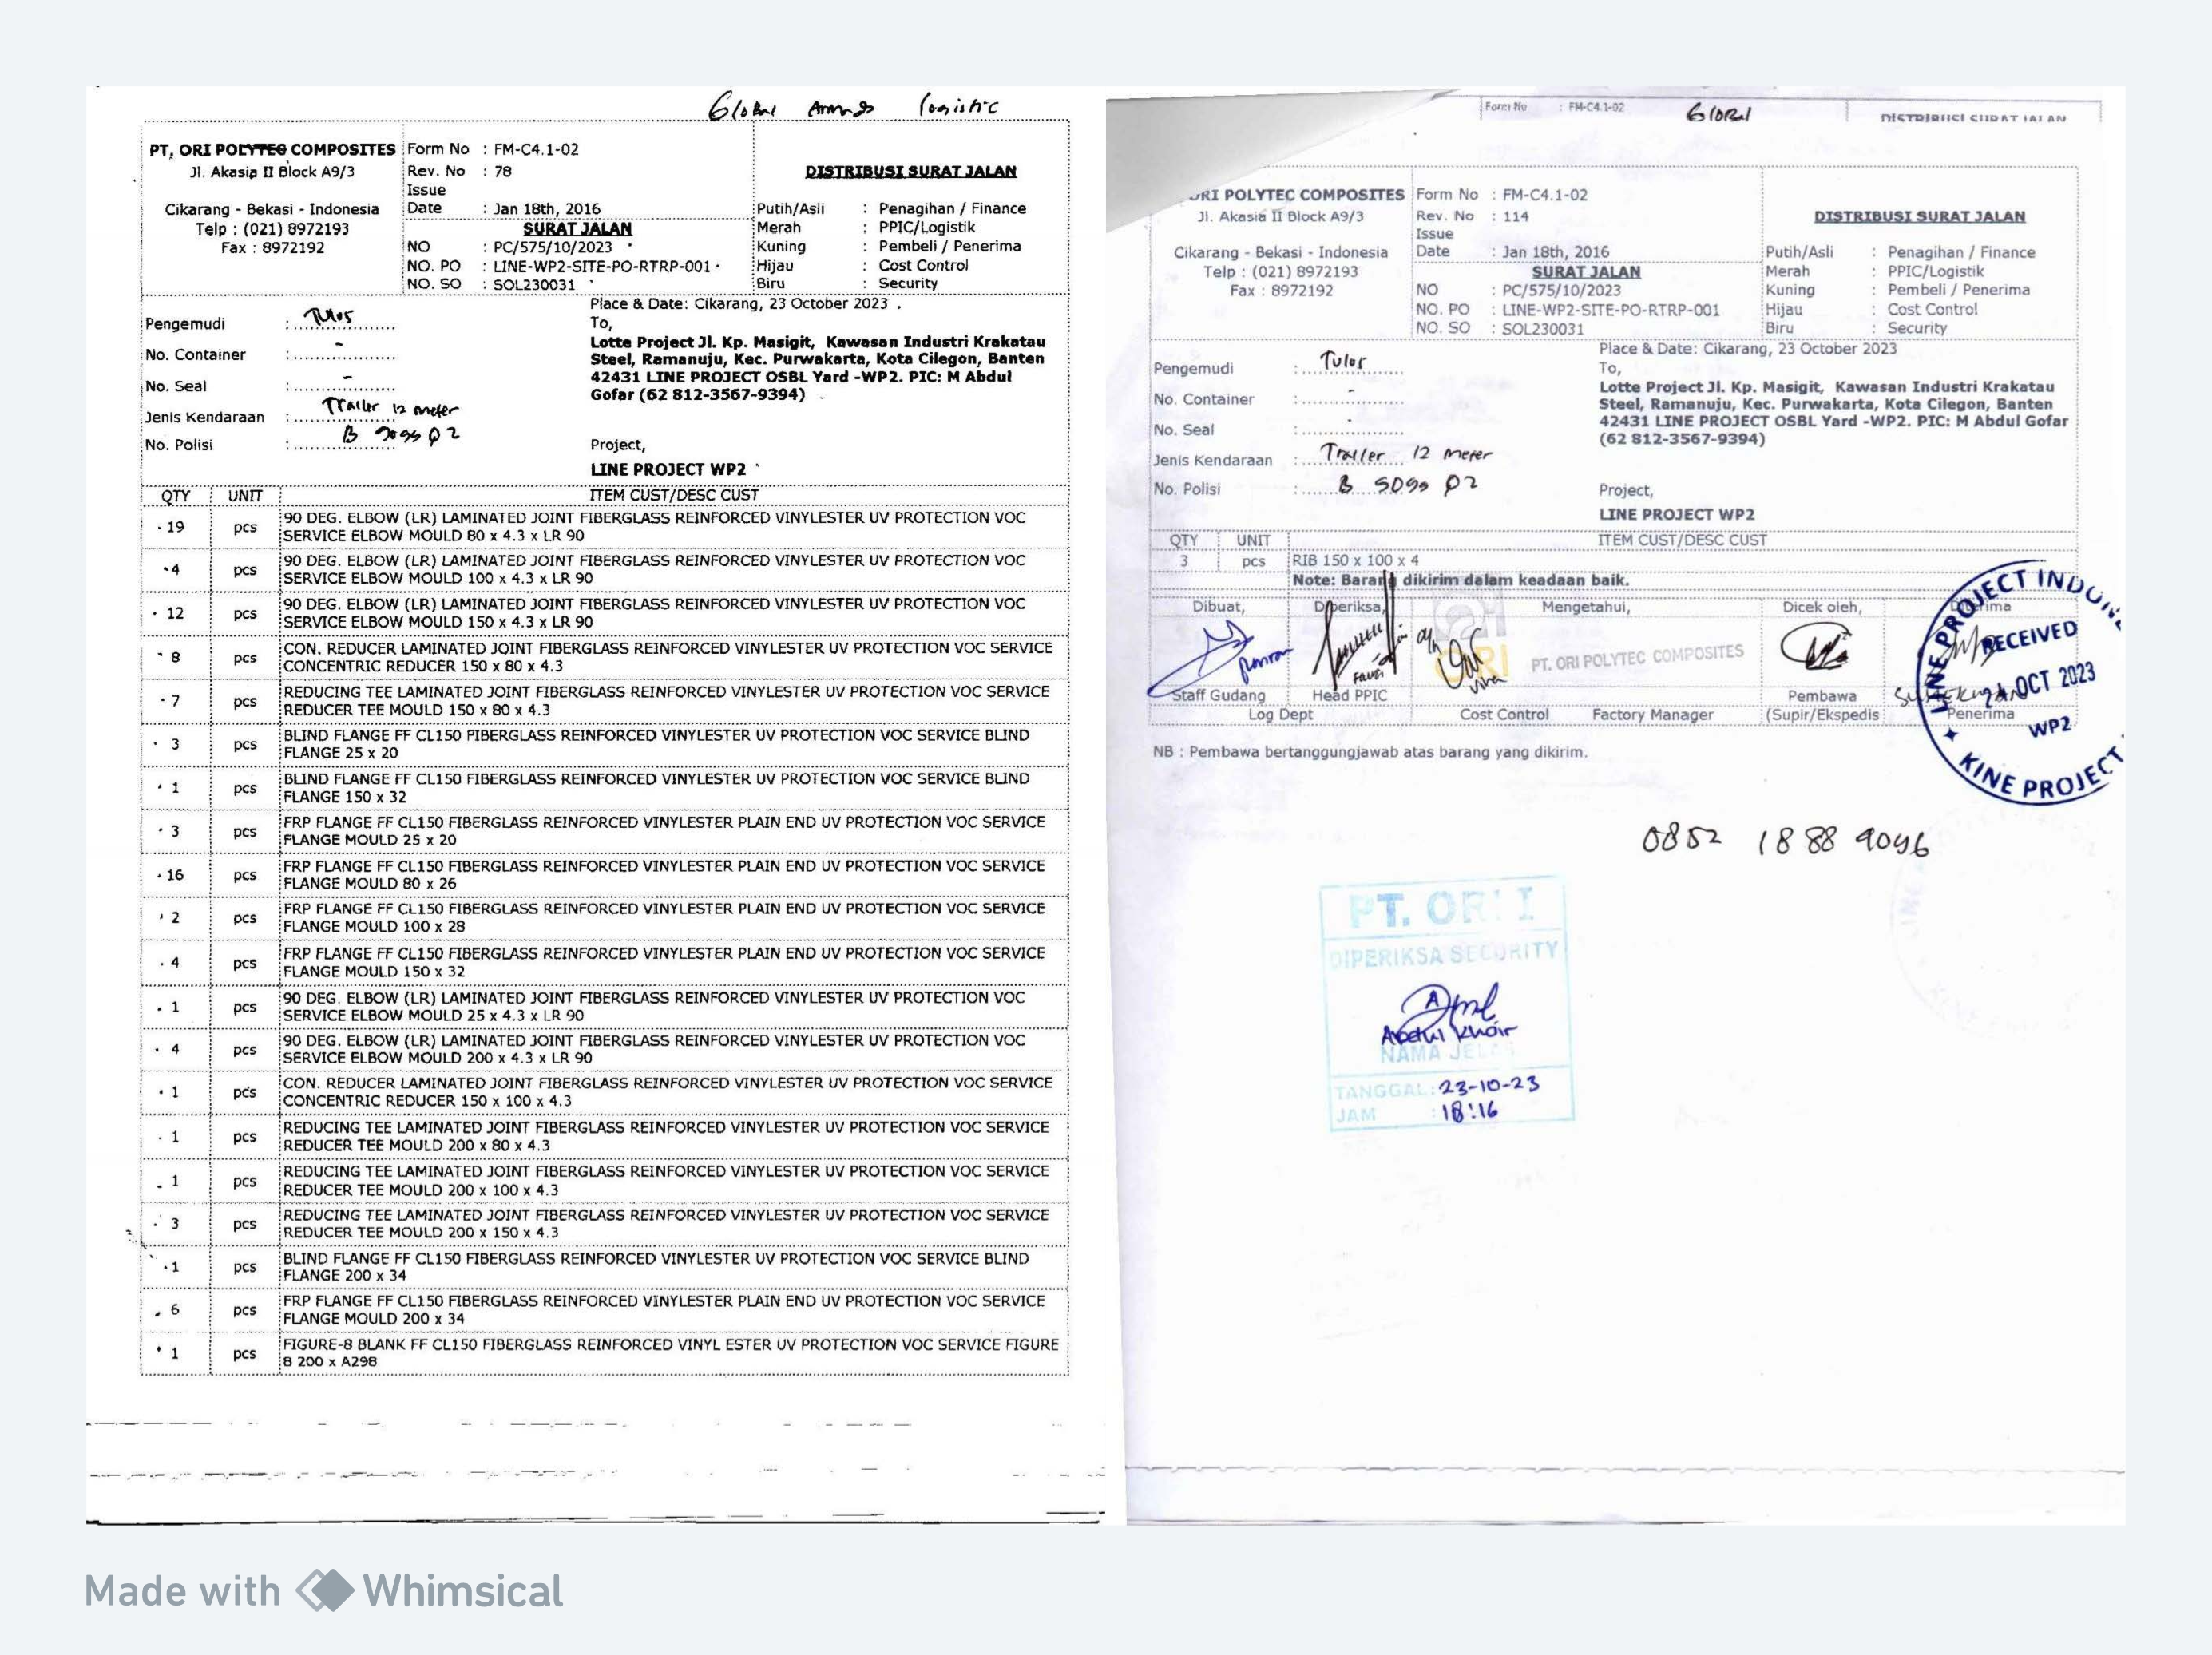 Global logistic
PT. ORI POLYTEC COMPOSITES
Jl. Akasia II Block A9/3
Cikarang - Bekasi - Indonesia
Telp : (021) 8972193
Fax : 8972192
Form No : FM-C4.1-02
Rev. No : 78
Issue
Date : Jan 18th, 2016
SURAT JALAN
NO : PC/575/10/2023
NO. PO : LINE-WP2-SITE-PO-RTRP-001
NO. SO : SOL230031
DISTRIBUSI SURAT JALAN
Putih/Asli : Penagihan / Finance
Merah : PPIC/Logistik
Kuning : Pembeli / Penerima
Hijau : Cost Control
Biru : Security
Pengemudi :
No. Container : -
No. Seal : -
Jenis Kendaraan : Trailer 12 meter
No. Polisi :
Place & Date: Cikarang, 23 October 2023 .
To,
Lotte Project Jl. Kp. Masigit, Kawasan Industri Krakatau
Steel, Ramanuju, Kec. Purwakarta, Kota Cilegon, Banten
42431 LINE PROJECT OSBL Yard -WP2. PIC: M Abdul
Gofar (62 812-3567-9394)
Project,
LINE PROJECT WP2
QTY UNIT ITEM CUST/DESC CUST
19 pcs 90 DEG. ELBOW (LR) LAMINATED JOINT FIBERGLASS REINFORCED VINYLESTER UV PROTECTION VOC
SERVICE ELBOW MOULD 80 x 4.3 x LR 90
4 pcs 90 DEG. ELBOW (LR) LAMINATED JOINT FIBERGLASS REINFORCED VINYLESTER UV PROTECTION VOC
SERVICE ELBOW MOULD 100 x 4.3 x LR 90
12 pcs 90 DEG. ELBOW (LR) LAMINATED JOINT FIBERGLASS REINFORCED VINYLESTER UV PROTECTION VOC
SERVICE ELBOW MOULD 150 x 4.3 x LR 90
8 pcs CON. REDUCER LAMINATED JOINT FIBERGLASS REINFORCED VINYLESTER UV PROTECTION VOC SERVICE
CONCENTRIC REDUCER 150 x 80 x 4.3
7 pcs REDUCING TEE LAMINATED JOINT FIBERGLASS REINFORCED VINYLESTER UV PROTECTION VOC SERVICE
REDUCER TEE MOULD 150 x 80 x 4.3
3 pcs BLIND FLANGE FF CL150 FIBERGLASS REINFORCED VINYLESTER UV PROTECTION VOC SERVICE BLIND
FLANGE 25 x 20
1 pcs BLIND FLANGE FF CL150 FIBERGLASS REINFORCED VINYLESTER UV PROTECTION VOC SERVICE BLIND
FLANGE 150 x 32
3 pcs FRP FLANGE FF CL150 FIBERGLASS REINFORCED VINYLESTER PLAIN END UV PROTECTION VOC SERVICE
FLANGE MOULD 25 x 20
16 pcs FRP FLANGE FF CL150 FIBERGLASS REINFORCED VINYLESTER PLAIN END UV PROTECTION VOC SERVICE
FLANGE MOULD 80 x 26
2 pcs FRP FLANGE FF CL150 FIBERGLASS REINFORCED VINYLESTER PLAIN END UV PROTECTION VOC SERVICE
FLANGE MOULD 100 x 28
4 pcs FRP FLANGE FF CL150 FIBERGLASS REINFORCED VINYLESTER PLAIN END UV PROTECTION VOC SERVICE
FLANGE MOULD 150 x 32
1 pcs 90 DEG. ELBOW (LR) LAMINATED JOINT FIBERGLASS REINFORCED VINYLESTER UV PROTECTION VOC
SERVICE ELBOW MOULD 25 x 4.3 x LR 90
4 pcs 90 DEG. ELBOW (LR) LAMINATED JOINT FIBERGLASS REINFORCED VINYLESTER UV PROTECTION VOC
SERVICE ELBOW MOULD 200 x 4.3 x LR 90
1 pcs CON. REDUCER LAMINATED JOINT FIBERGLASS REINFORCED VINYLESTER UV PROTECTION VOC SERVICE
CONCENTRIC REDUCER 150 x 100 x 4.3
1 pcs REDUCING TEE LAMINATED JOINT FIBERGLASS REINFORCED VINYLESTER UV PROTECTION VOC SERVICE
REDUCER TEE MOULD 200 x 80 x 4.3
1 pcs REDUCING TEE LAMINATED JOINT FIBERGLASS REINFORCED VINYLESTER UV PROTECTION VOC SERVICE
REDUCER TEE MOULD 200 x 100 x 4.3
3 pcs REDUCING TEE LAMINATED JOINT FIBERGLASS REINFORCED VINYLESTER UV PROTECTION VOC SERVICE
REDUCER TEE MOULD 200 x 150 x 4.3
1 pcs BLIND FLANGE FF CL150 FIBERGLASS REINFORCED VINYLESTER UV PROTECTION VOC SERVICE BLIND
FLANGE 200 x 34
6 pcs FRP FLANGE FF CL150 FIBERGLASS REINFORCED VINYLESTER PLAIN END UV PROTECTION VOC SERVICE
FLANGE MOULD 200 x 34
1 pcs FIGURE-8 BLANK FF CL150 FIBERGLASS REINFORCED VINYL ESTER UV PROTECTION VOC SERVICE FIGURE
8 200 x A298
Form No : FM-C4.1-02
DISTRIBUSI SURAT JALAN
ORI POLYTEC COMPOSITES
Jl. Akasia II Block A9/3
Cikarang - Bekasi - Indonesia
Telp : (021) 8972193
Fax : 8972192
Form No : FM-C4.1-02
Rev. No : 114
Issue
Date : Jan 18th, 2016
SURAT JALAN
NO : PC/575/10/2023
NO. PO : LINE-WP2-SITE-PO-RTRP-001
NO. SO : SOL230031
DISTRIBUSI SURAT JALAN
Putih/Asli : Penagihan / Finance
Merah : PPIC/Logistik
Kuning : Pembeli / Penerima
Hijau : Cost Control
Biru : Security
Pengemudi : Tulos
No. Container : -
No. Seal : -
Jenis Kendaraan : Trailer 12 meter
No. Polisi :
Place & Date: Cikarang, 23 October 2023
To,
Lotte Project Jl. Kp. Masigit, Kawasan Industri Krakatau
Steel, Ramanuju, Kec. Purwakarta, Kota Cilegon, Banten
42431 LINE PROJECT OSBL Yard -WP2. PIC: M Abdul Gofar
(62 812-3567-9394)
Project,
LINE PROJECT WP2
QTY UNIT ITEM CUST/DESC CUST
3 pcs RIB 150 x 100 x 4
Note: Barang dikirim dalam keadaan baik.
Dibuat, Diperiksa, Mengetahui, Dicek oleh, Diterima
ORI
PT. ORI POLYTEC COMPOSITES
LINE PROJECT INDON
RECEIVED
24 OCT 2023
WP2
KINE PROJECT
Staff Gudang Head PPIC Pembawa
Log Dept Cost Control Factory Manager (Supir/Ekspedis Penerima
NB : Pembawa bertanggungjawab atas barang yang dikirim.
0852 1888 9096
PT. ORI
DIPERIKSA SECURITY
Abdul Khoir
NAMA JELAS
TANGGAL : 23-10-23
JAM : 18:16
Made with Whimsical